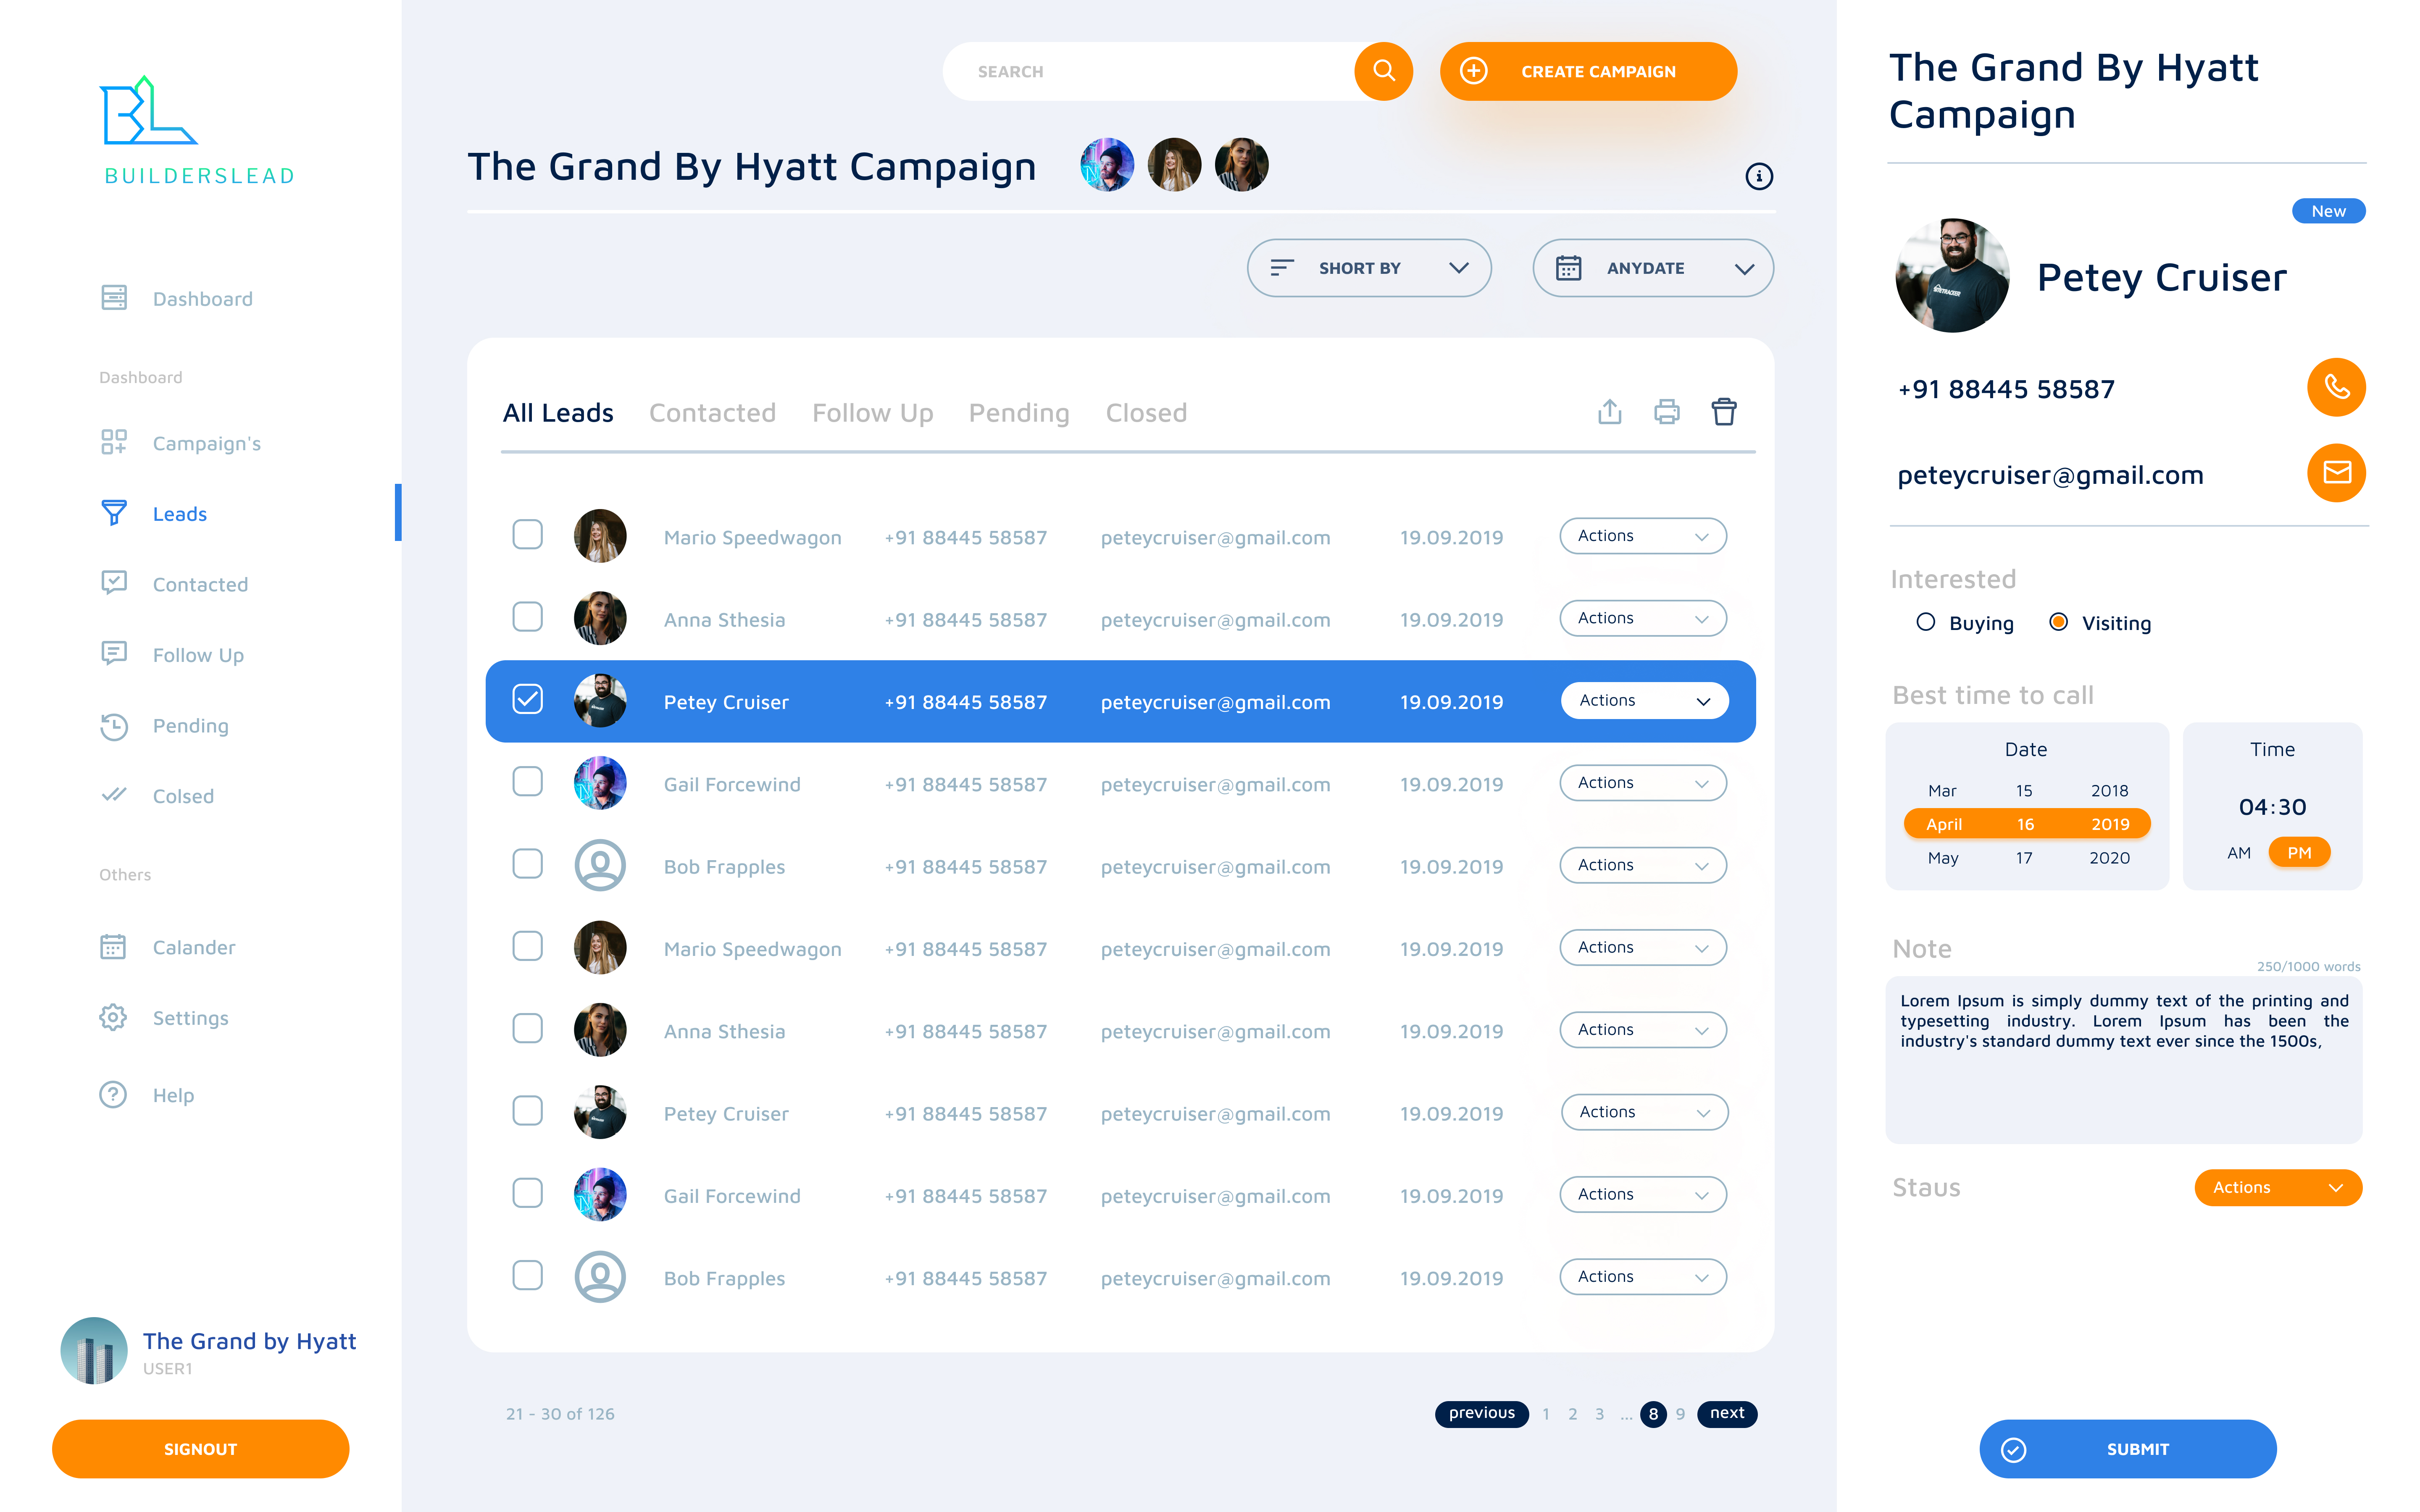 BUILDERSLEAD
Dashboard
Dashboard
Campaign's
Leads
Contacted
Follow Up
Pending
Colsed
Others
Calander
Settings
Help
The Grand by Hyatt
USER1
SIGNOUT
SEARCH
CREATE CAMPAIGN
The Grand By Hyatt Campaign
SHORT BY
ANYDATE
All Leads Contacted Follow Up Pending Closed
Mario Speedwagon +91 88445 58587 peteycruiser@gmail.com 19.09.2019 Actions
Anna Sthesia +91 88445 58587 peteycruiser@gmail.com 19.09.2019 Actions
Petey Cruiser +91 88445 58587 peteycruiser@gmail.com 19.09.2019 Actions
Gail Forcewind +91 88445 58587 peteycruiser@gmail.com 19.09.2019 Actions
Bob Frapples +91 88445 58587 peteycruiser@gmail.com 19.09.2019 Actions
Mario Speedwagon +91 88445 58587 peteycruiser@gmail.com 19.09.2019 Actions
Anna Sthesia +91 88445 58587 peteycruiser@gmail.com 19.09.2019 Actions
Petey Cruiser +91 88445 58587 peteycruiser@gmail.com 19.09.2019 Actions
Gail Forcewind +91 88445 58587 peteycruiser@gmail.com 19.09.2019 Actions
Bob Frapples +91 88445 58587 peteycruiser@gmail.com 19.09.2019 Actions
21 - 30 of 126
previous 1 2 3 ... 8 9 next
The Grand By Hyatt
Campaign
New
Petey Cruiser
+91 88445 58587
peteycruiser@gmail.com
Interested
Buying Visiting
Best time to call
Date
Mar 15 2018
April 16 2019
May 17 2020
Time
04:30
AM PM
Note
250/1000 words
Lorem Ipsum is simply dummy text of the printing and
typesetting industry. Lorem Ipsum has been the
industry's standard dummy text ever since the 1500s,
Staus
Actions
SUBMIT